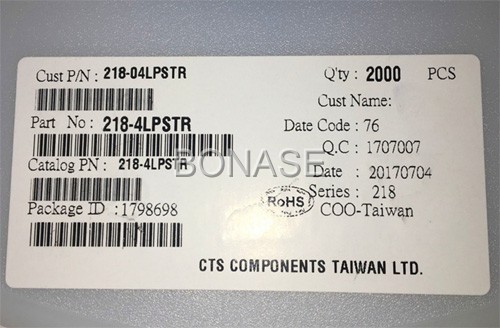 Cust P/N : 218-04LPSTR
Q'ty : 2000 PCS
Cust Name:
Part No : 218-4LPSTR
Date Code : 76
Q.C : 1707007
Catalog PN : 218-4LPSTR
BONASE
Date : 20170704
Series : 218
Package ID :1798698
RoHS
COO-Taiwan
CTS COMPONENTS TAIWAN LTD.